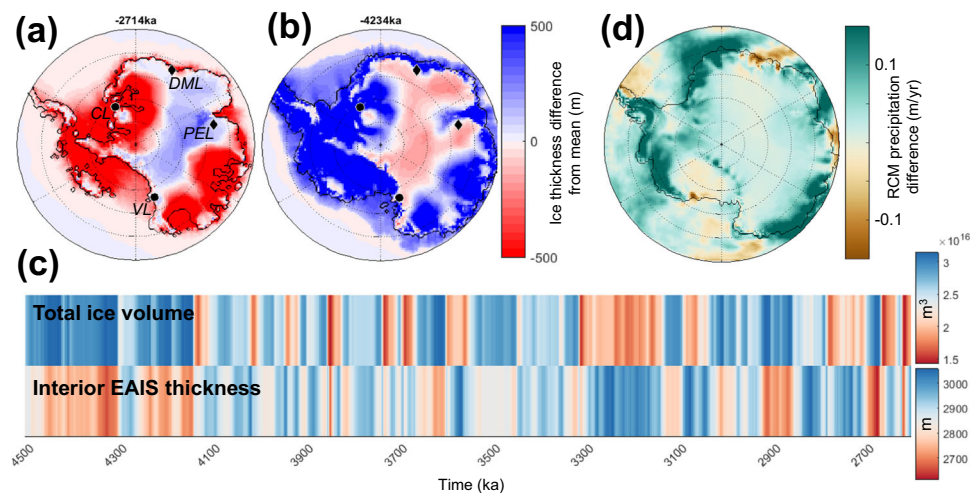 (a)
-2714ka
DML
CL
PEL
VL
(b)
-4234ka
500
0
-500
Ice thickness difference
from mean (m)
(d)
0.1
-0.1
RCM precipitation
difference (m/yr)
(c)
Total ice volume
Interior EAIS thickness
× 10¹⁶
3
2.5
2
1.5
m³
3000
2900
2800
2700
m
4500
4300
4100
3900
3700
3500
3300
3100
2900
2700
Time (ka)